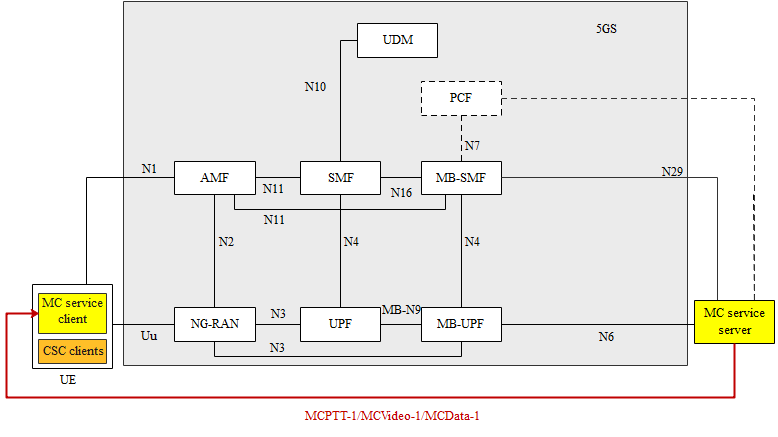 5GS
UDM
N10
PCF
N7
N1
AMF
N11
SMF
N16
MB-SMF
N29
N11
N2
N4
N4
MC service
client
CSC clients
UE
Uu
NG-RAN
N3
UPF
MB-N9
MB-UPF
N6
N3
MC service
server
MCPTT-1/MCVideo-1/MCData-1